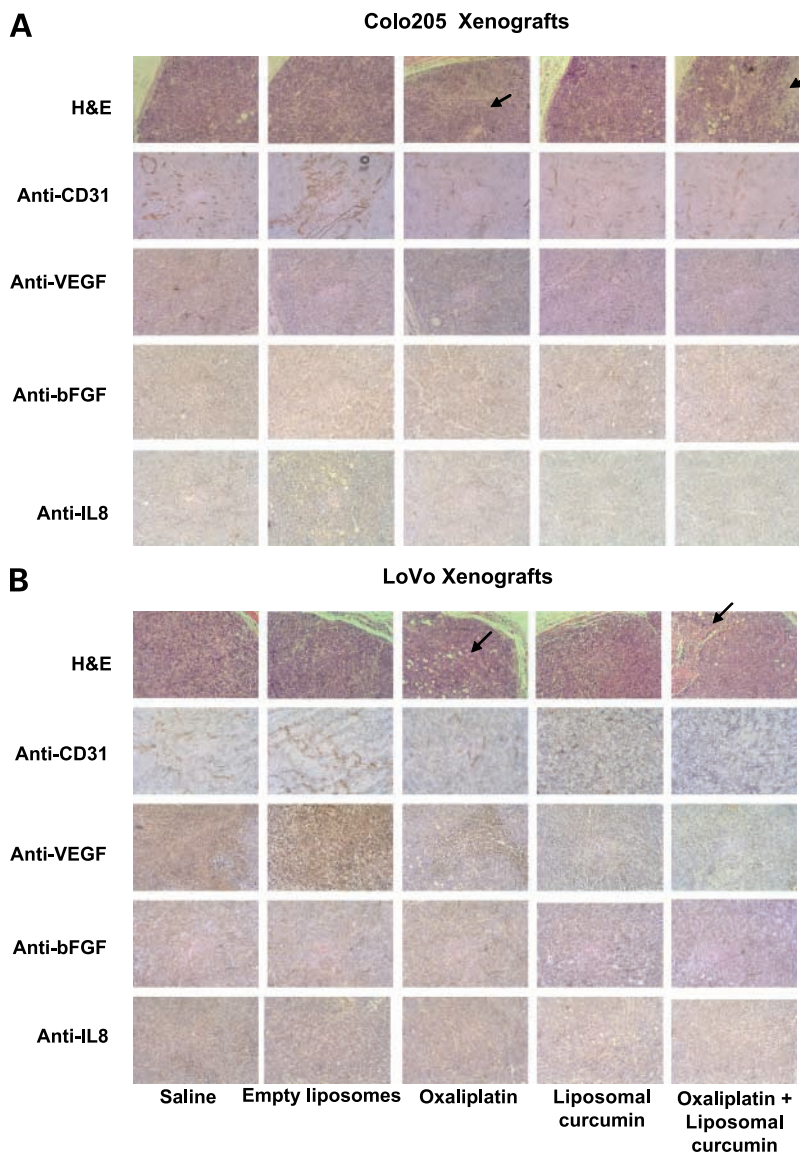 A
Colo205 Xenografts
H&E
Anti-CD31
Anti-VEGF
Anti-bFGF
Anti-IL8
B
LoVo Xenografts
H&E
Anti-CD31
Anti-VEGF
Anti-bFGF
Anti-IL8
Saline
Empty liposomes
Oxaliplatin
Liposomal
curcumin
Oxaliplatin +
Liposomal
curcumin